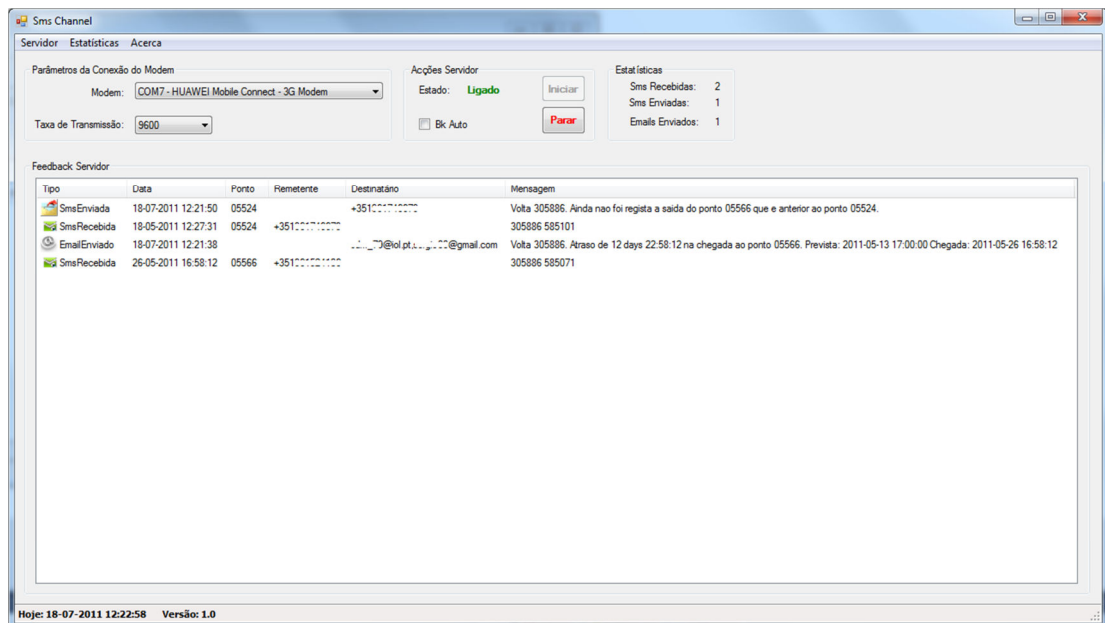 Sms Channel
Servidor Estatísticas Acerca
Parâmetros da Conexão do Modem
Modem: COM7 - HUAWEI Mobile Connect - 3G Modem
Taxa de Transmissão: 9600
Acções Servidor
Estado: Ligado Iniciar
Bk Auto Parar
Estatísticas
Sms Recebidas: 2
Sms Enviadas: 1
Emails Enviados: 1
Feedback Servidor
Tipo Data Ponto Remetente Destinatário Mensagem
SmsEnviada 18-07-2011 12:21:50 05524 +351 Volta 305886. Ainda nao foi regista a saida do ponto 05566 que e anterior ao ponto 05524.
SmsRecebida 18-05-2011 12:27:31 05524 +351 305886 585101
EmailEnviado 18-07-2011 12:21:38 @iol.pt, @gmail.com Volta 305886. Atraso de 12 days 22:58:12 na chegada ao ponto 05566. Prevista: 2011-05-13 17:00:00 Chegada: 2011-05-26 16:58:12
SmsRecebida 26-05-2011 16:58:12 05566 +351 305886 585071
Hoje: 18-07-2011 12:22:58 Versão: 1.0